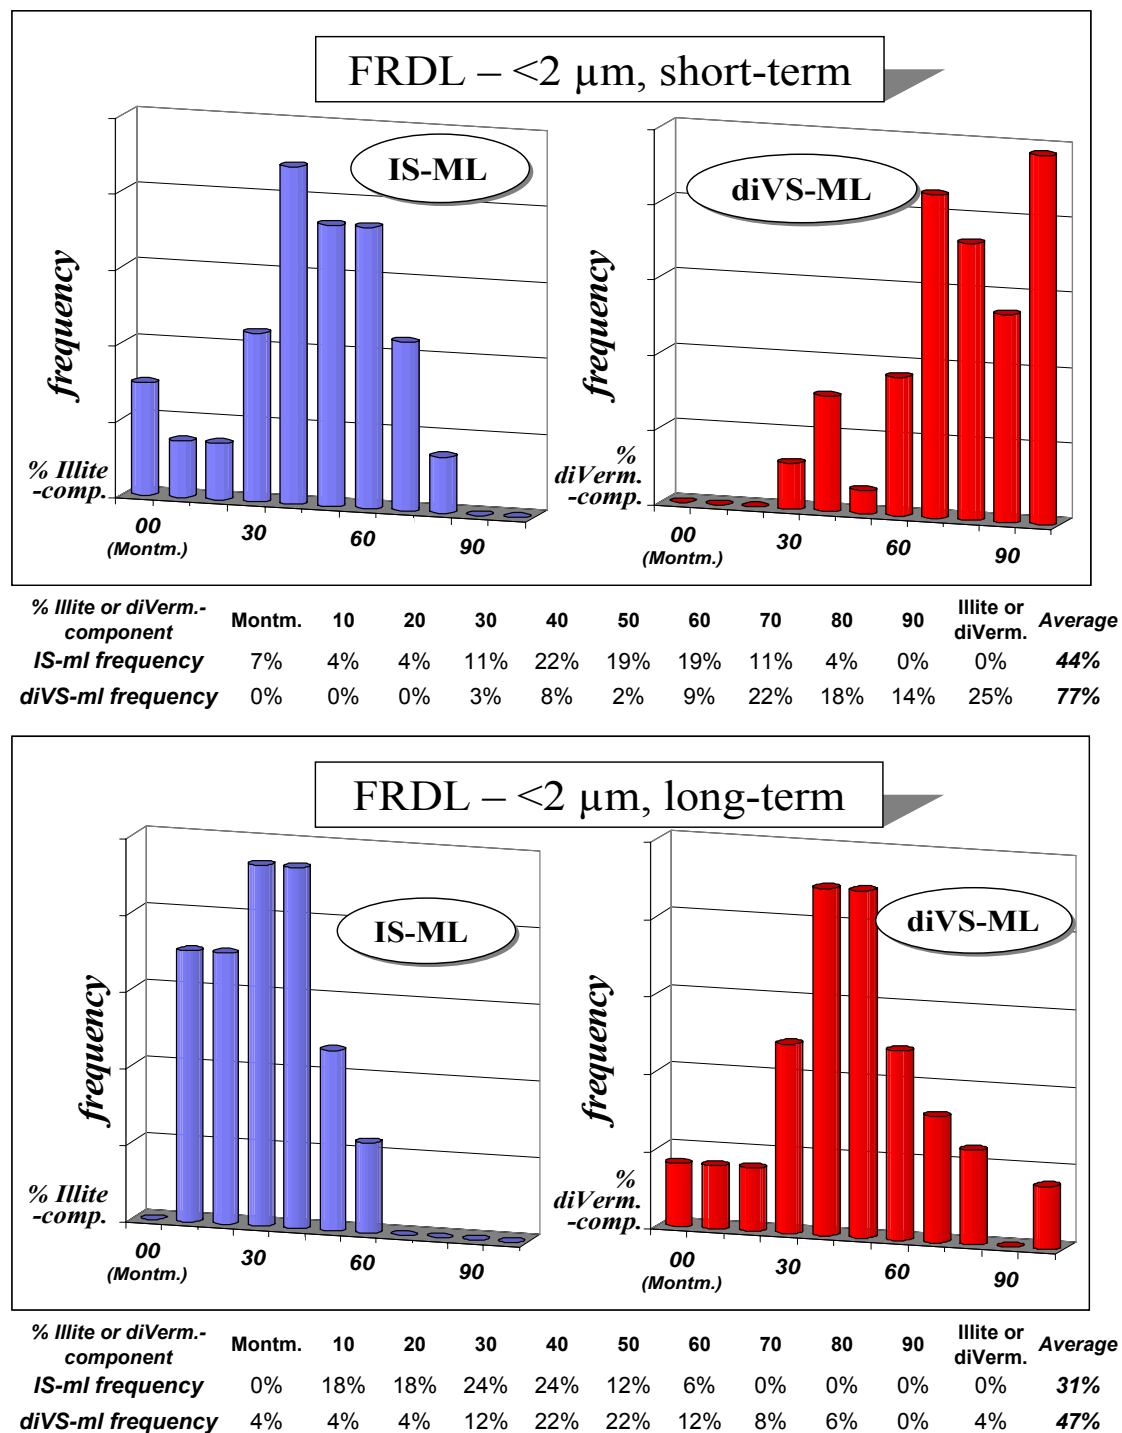 FRDL – <2 µm, short-term
IS-ML
diVS-ML
frequency
frequency
% Illite
-comp.
%
diVerm.
-comp.
00
(Montm.)
30
60
90
00
(Montm.)
30
60
90
% Illite or diVerm.-
component
Montm. 10 20 30 40 50 60 70 80 90 Illite or
diVerm. Average
IS-ml frequency 7% 4% 4% 11% 22% 19% 19% 11% 4% 0% 0% 44%
diVS-ml frequency 0% 0% 0% 3% 8% 2% 9% 22% 18% 14% 25% 77%
FRDL – <2 µm, long-term
IS-ML
diVS-ML
frequency
frequency
% Illite
-comp.
%
diVerm.
-comp.
00
(Montm.)
30
60
90
00
(Montm.)
30
60
90
% Illite or diVerm.-
component
Montm. 10 20 30 40 50 60 70 80 90 Illite or
diVerm. Average
IS-ml frequency 0% 18% 18% 24% 24% 12% 6% 0% 0% 0% 0% 31%
diVS-ml frequency 4% 4% 4% 12% 22% 22% 12% 8% 6% 0% 4% 47%